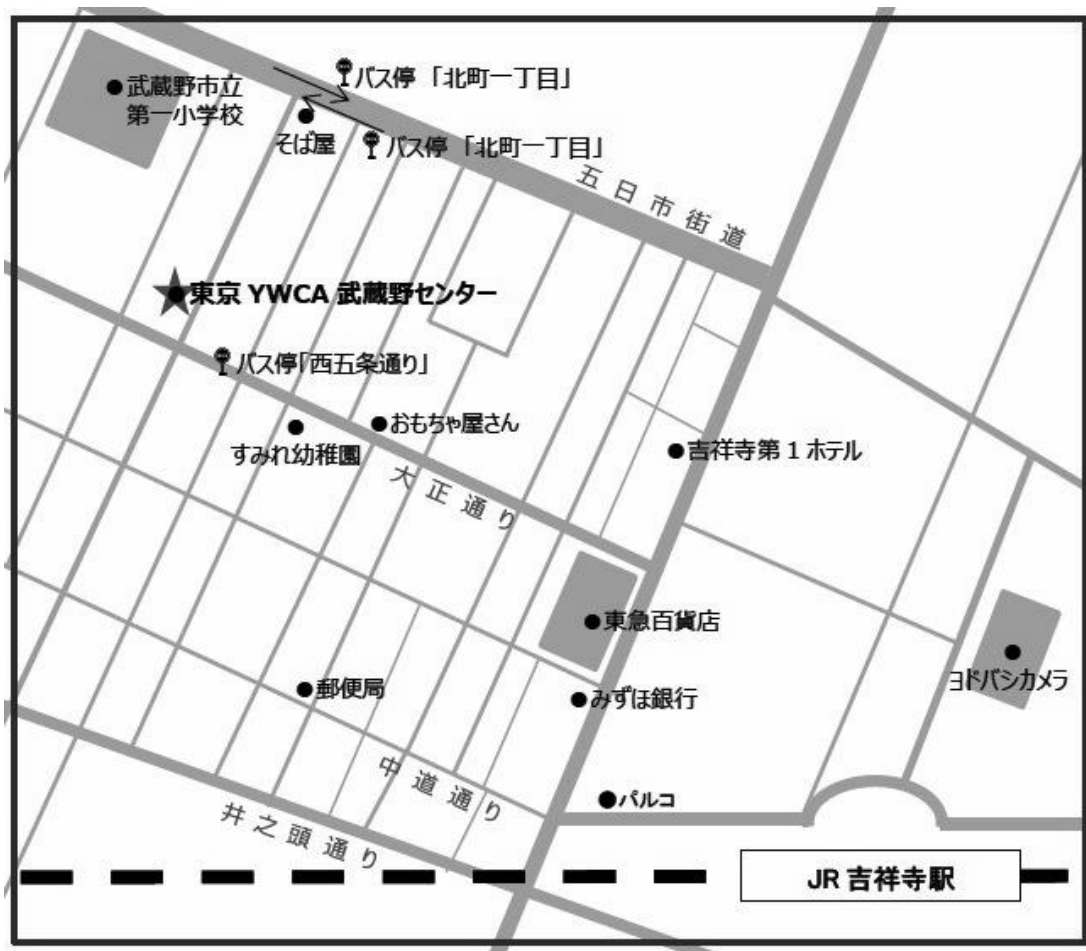 バス停 「北町一丁目」
武蔵野市立
第一小学校
そば屋
バス停 「北町一丁目」
五日市街道
東京 YWCA 武蔵野センター
バス停「西五条通り」
おもちゃ屋さん
すみれ幼稚園
吉祥寺第 1 ホテル
大正通り
東急百貨店
ヨドバシカメラ
郵便局
みずほ銀行
中道通り
パルコ
井之頭通り
JR 吉祥寺駅